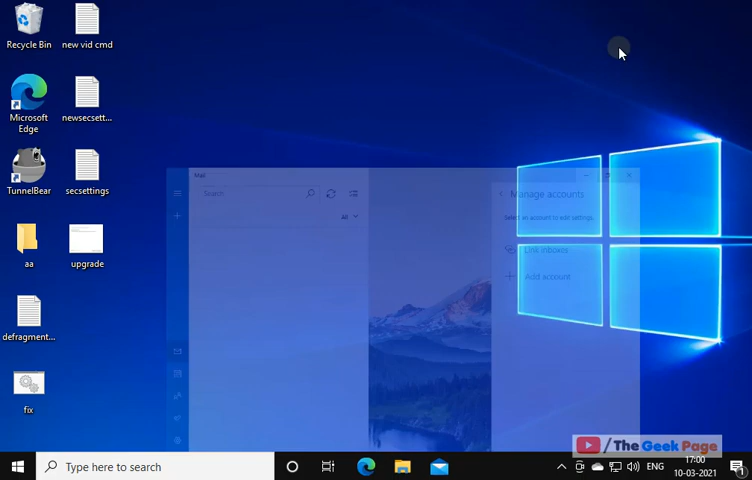 Recycle Bin
new vid cmd
Microsoft
Edge
newsecsett...
TunnelBear
secsettings
aa
upgrade
defragment...
fix
Mail
Search
All
Manage accounts
Select an account to edit settings.
Link inboxes
Add account
/The Geek Page
Type here to search
ENG
17:00
10-03-2021
1